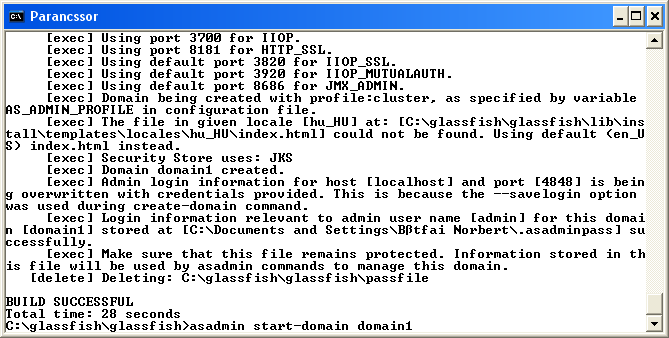 Parancssor
[exec] Using port 3700 for IIOP.
[exec] Using port 8181 for HTTP_SSL.
[exec] Using default port 3820 for IIOP_SSL.
[exec] Using default port 3920 for IIOP_MUTUALAUTH.
[exec] Using default port 8686 for JMX_ADMIN.
[exec] Domain being created with profile:cluster, as specified by variable
AS_ADMIN_PROFILE in configuration file.
[exec] The file in given locale [hu_HU] at: [C:\glassfish\glassfish\lib\ins
tall\templates\locales\hu_HU\index.html] could not be found. Using default (en_U
S) index.html instead.
[exec] Security Store uses: JKS
[exec] Domain domain1 created.
[exec] Admin login information for host [localhost] and port [4848] is bein
g overwritten with credentials provided. This is because the --savelogin option
was used during create-domain command.
[exec] Login information relevant to admin user name [admin] for this domai
n [domain1] stored at [C:\Documents and Settings\Bßtfai Norbert\.asadminpass] su
ccessfully.
[exec] Make sure that this file remains protected. Information stored in th
is file will be used by asadmin commands to manage this domain.
[delete] Deleting: C:\glassfish\glassfish\passfile
BUILD SUCCESSFUL
Total time: 28 seconds
C:\glassfish\glassfish>asadmin start-domain domain1